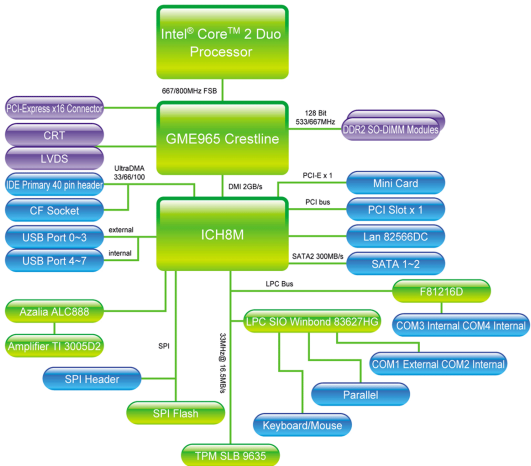 Intel® Core™ 2 Duo
Processor
667/800MHz FSB
PCI-Express x16 Connector
CRT
LVDS
GME965 Crestline
128 Bit
533/667MHz
DDR2 SO-DIMM Modules
UltraDMA
33/66/100
IDE Primary 40 pin header
CF Socket
DMI 2GB/s
PCI-E x 1
Mini Card
PCI bus
PCI Slot x 1
USB Port 0~3
external
USB Port 4~7
internal
ICH8M
Lan 82566DC
SATA2 300MB/s
SATA 1~2
LPC Bus
F81216D
COM3 Internal COM4 Internal
Azalia ALC888
Amplifier TI 3005D2
LPC SIO Winbond 83627HG
COM1 External COM2 Internal
Parallel
Keyboard/Mouse
SPI
SPI Header
SPI Flash
33MHz@ 16.5MB/s
TPM SLB 9635